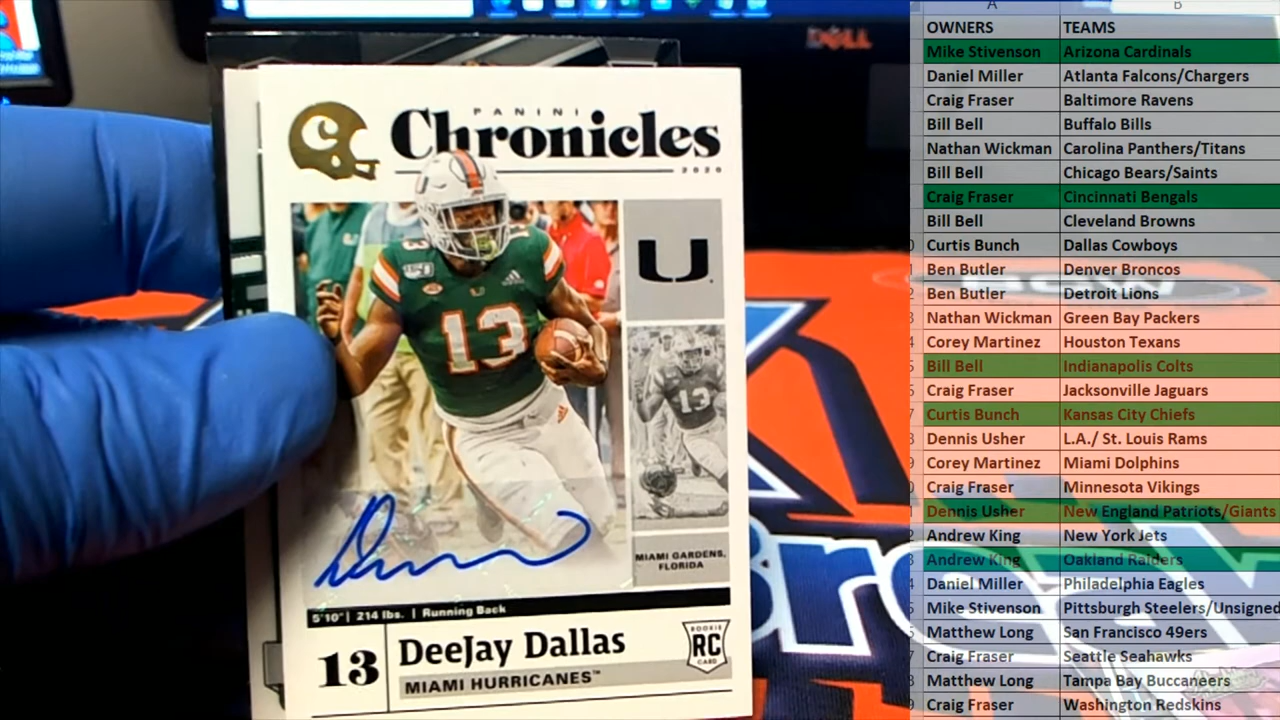 DELL
PANINI
Chronicles
2020
U
13
13
MIAMI GARDENS,
FLORIDA
5'10" | 214 lbs. | Running Back
13
DeeJay Dallas
ROOKIE
RC
CARD
MIAMI HURRICANES™
A B
OWNERS TEAMS
Mike Stivenson Arizona Cardinals
Daniel Miller Atlanta Falcons/Chargers
Craig Fraser Baltimore Ravens
Bill Bell Buffalo Bills
Nathan Wickman Carolina Panthers/Titans
Bill Bell Chicago Bears/Saints
Craig Fraser Cincinnati Bengals
Bill Bell Cleveland Browns
Curtis Bunch Dallas Cowboys
Ben Butler Denver Broncos
Ben Butler Detroit Lions
Nathan Wickman Green Bay Packers
Corey Martinez Houston Texans
Bill Bell Indianapolis Colts
Craig Fraser Jacksonville Jaguars
Curtis Bunch Kansas City Chiefs
Dennis Usher L.A./ St. Louis Rams
Corey Martinez Miami Dolphins
Craig Fraser Minnesota Vikings
Dennis Usher New England Patriots/Giants
Andrew King New York Jets
Andrew King Oakland Raiders
Daniel Miller Philadelphia Eagles
Mike Stivenson Pittsburgh Steelers/Unsigned
Matthew Long San Francisco 49ers
Craig Fraser Seattle Seahawks
Matthew Long Tampa Bay Buccaneers
Craig Fraser Washington Redskins